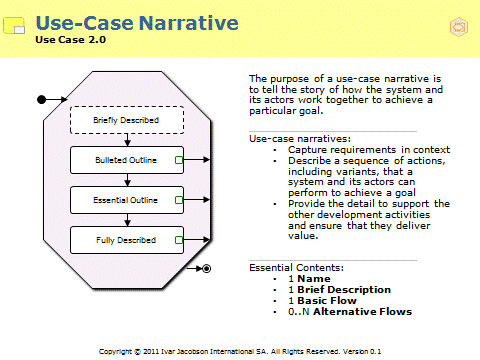 Use-Case Narrative
Use Case 2.0
The purpose of a use-case narrative is
to tell the story of how the system and
its actors work together to achieve a
particular goal.
Briefly Described
Bulleted Outline
Essential Outline
Fully Described
Use-case narratives:
• Capture requirements in context
• Describe a sequence of actions,
including variants, that a
system and its actors can
perform to achieve a goal
• Provide the detail to support the
other development activities
and ensure that they deliver
value.
Essential Contents:
• 1 Name
• 1 Brief Description
• 1 Basic Flow
• 0..N Alternative Flows
Copyright © 2011 Ivar Jacobson International SA. All Rights Reserved. Version 0.1